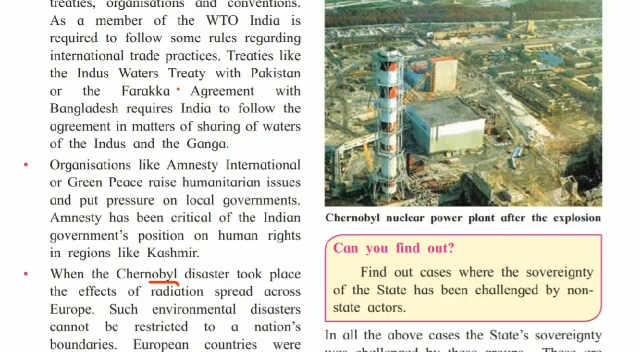 treaties, organisations and conventions.
As a member of the WTO India is
required to follow some rules regarding
international trade practices. Treaties like
the Indus Waters Treaty with Pakistan
or the Farakka Agreement with
Bangladesh requires India to follow the
agreement in matters of sharing of waters
of the Indus and the Ganga.
• Organisations like Amnesty International
or Green Peace raise humanitarian issues
and put pressure on local governments.
Amnesty has been critical of the Indian
government's position on human rights
in regions like Kashmir.
• When the Chernobyl disaster took place
the effects of radiation spread across
Europe. Such environmental disasters
cannot be restricted to a nation's
boundaries. European countries were
Chernobyl nuclear power plant after the explosion
Can you find out?
Find out cases where the sovereignty
of the State has been challenged by non-
state actors.
In all the above cases the State's sovereignty
was challenged by these groups. These are